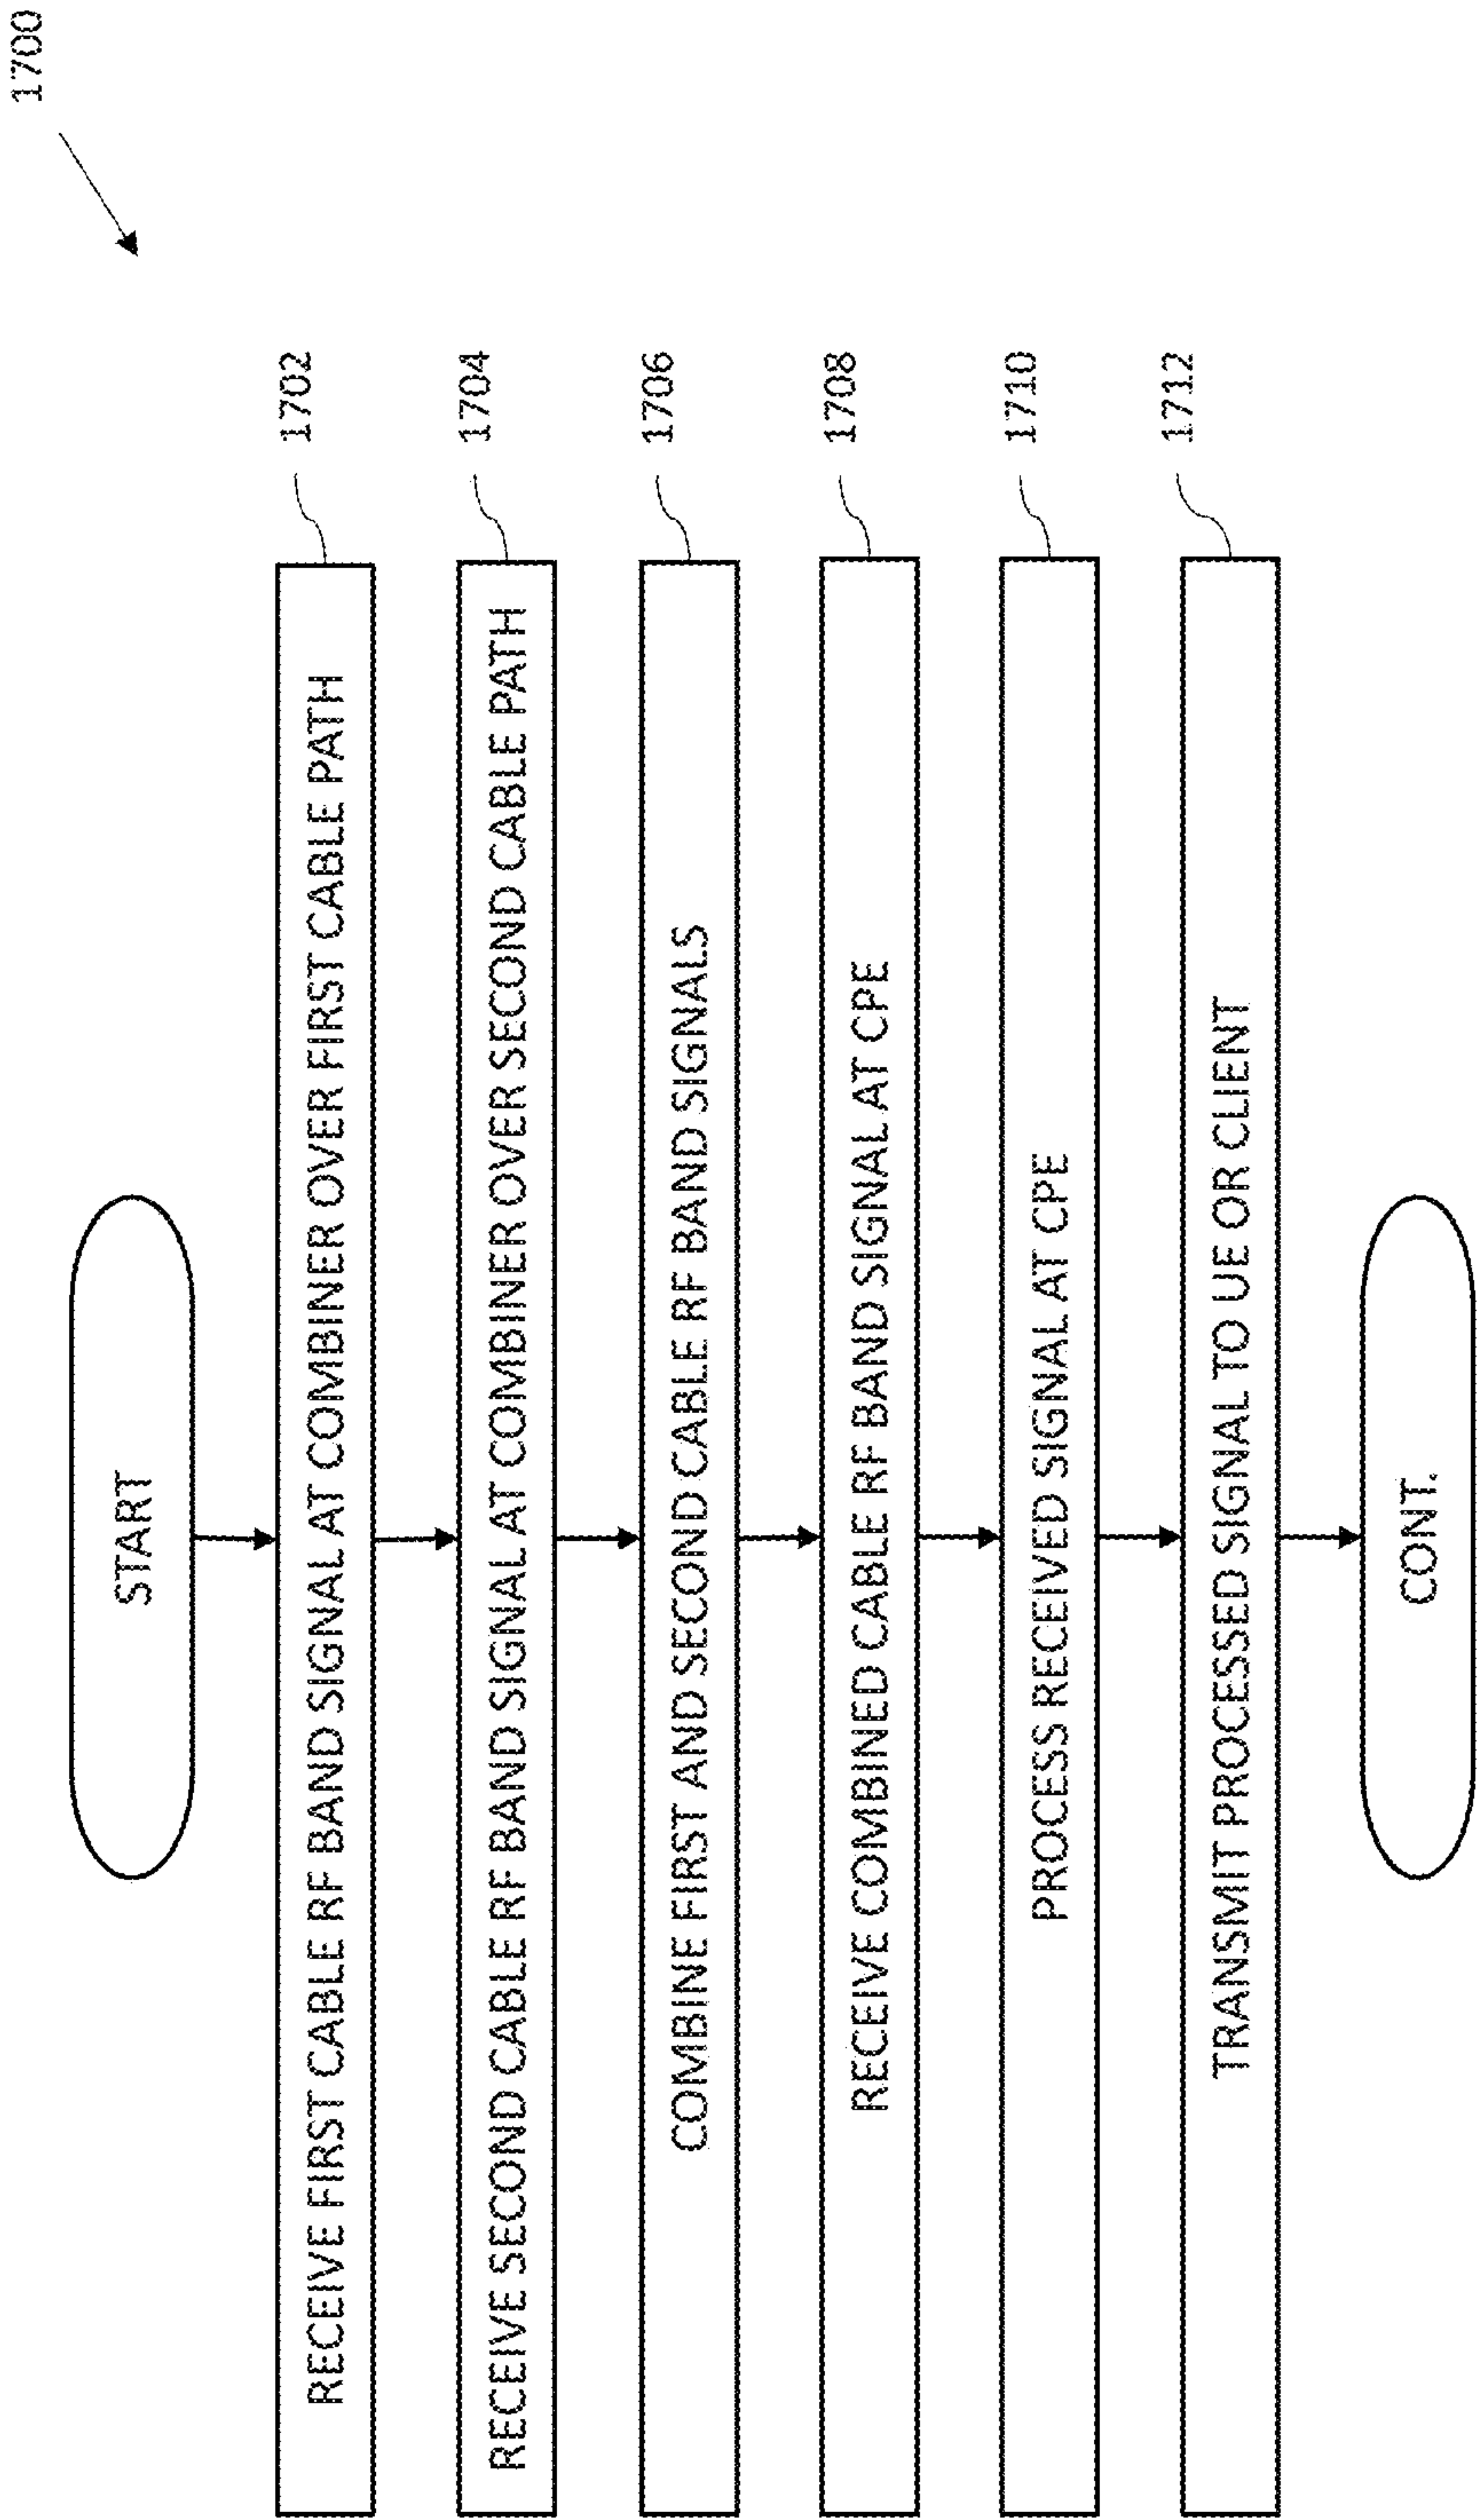 1700
START
RECEIVE FIRST CABLE RF BAND SIGNAL AT COMBINER OVER FIRST CABLE PATH
1702
RECEIVE SECOND CABLE RF BAND SIGNAL AT COMBINER OVER SECOND CABLE PATH
1704
COMBINE FIRST AND SECOND CABLE RF BAND SIGNALS
1706
RECEIVE COMBINED CABLE RF BAND SIGNAL AT CPE
1708
PROCESS RECEIVED SIGNAL AT CPE
1710
TRANSMIT PROCESSED SIGNAL TO UE OR CLIENT
1712
CONT.